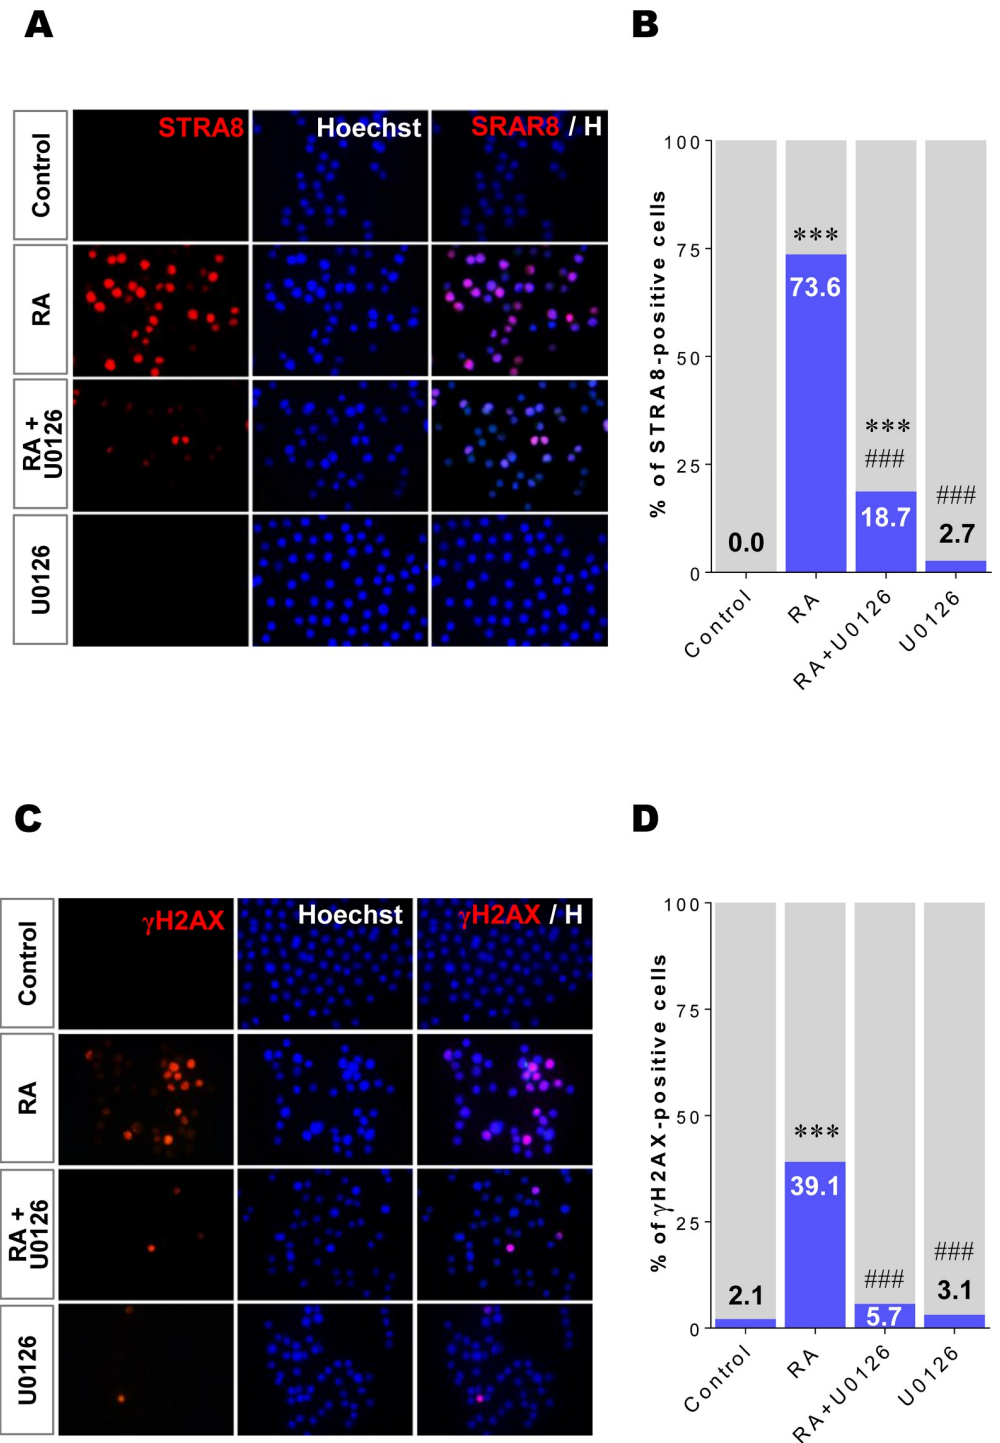 A
B
STRA8
Hoechst
SRAR8 / H
Control
RA
RA +
U0126
U0126
% of STRA8-positive cells
100
75
50
25
0
0.0
***
73.6
***
###
18.7
###
2.7
Control
RA
RA+U0126
U0126
C
D
γH2AX
Hoechst
γH2AX / H
Control
RA
RA +
U0126
U0126
% of γH2AX-positive cells
100
75
50
25
0
2.1
***
39.1
###
5.7
###
3.1
Control
RA
RA+U0126
U0126